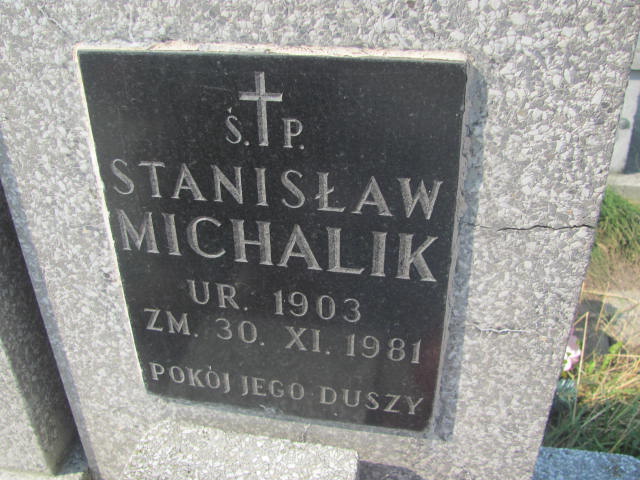 Ś. P.
STANISŁAW
MICHALIK
UR. 1903
ZM. 30. XI. 1981
POKÓJ JEGO DUSZY